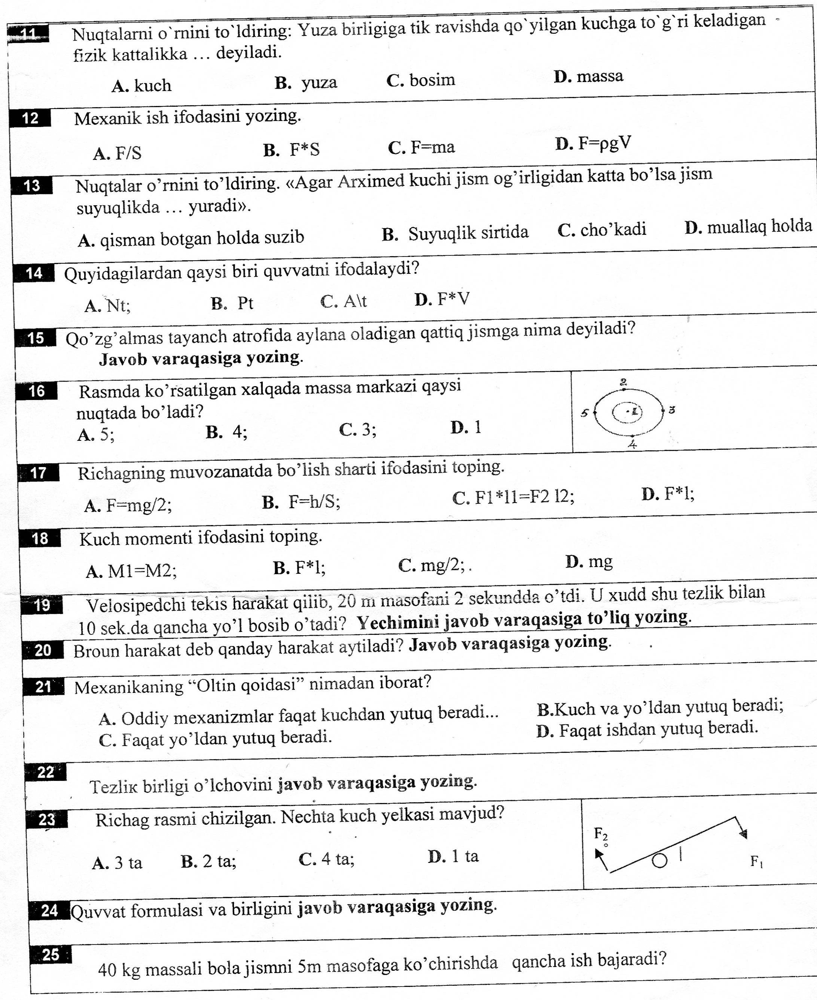 11 Nuqtalarni o`rnini to`ldiring: Yuza birligiga tik ravishda qo`yilgan kuchga to`g`ri keladigan
fizik kattalikka … deyiladi.
A. kuch B. yuza C. bosim D. massa
12 Mexanik ish ifodasini yozing.
A. F/S B. F*S C. F=ma D. F=ρgV
13 Nuqtalar o’rnini to’ldiring. «Agar Arximed kuchi jism og’irligidan katta bo’lsa jism
suyuqlikda … yuradi».
A. qisman botgan holda suzib B. Suyuqlik sirtida C. cho’kadi D. muallaq holda
14 Quyidagilardan qaysi biri quvvatni ifodalaydi?
A. Nt; B. Pt C. A\t D. F*V
15 Qo’zg’almas tayanch atrofida aylana oladigan qattiq jismga nima deyiladi?
Javob varaqasiga yozing.
16 Rasmda ko’rsatilgan xalqada massa markazi qaysi
nuqtada bo’ladi?
A. 5; B. 4; C. 3; D. 1
2
5 1 3
4
17 Richagning muvozanatda bo’lish sharti ifodasini toping.
A. F=mg/2; B. F=h/S; C. F1*l1=F2 l2; D. F*l;
18 Kuch momenti ifodasini toping.
A. M1=M2; B. F*l; C. mg/2; . D. mg
19 Velosipedchi tekis harakat qilib, 20 m masofani 2 sekundda o’tdi. U xudd shu tezlik bilan
10 sek.da qancha yo’l bosib o’tadi? Yechimini javob varaqasiga to’liq yozing.
20 Broun harakat deb qanday harakat aytiladi? Javob varaqasiga yozing.
21 Mexanikaning “Oltin qoidasi” nimadan iborat?
A. Oddiy mexanizmlar faqat kuchdan yutuq beradi... B.Kuch va yo’ldan yutuq beradi;
C. Faqat yo’ldan yutuq beradi. D. Faqat ishdan yutuq beradi.
22
Tezliк birligi o’lchovini javob varaqasiga yozing.
23 Richag rasmi chizilgan. Nechta kuch yelkasi mavjud?
A. 3 ta B. 2 ta; C. 4 ta; D. 1 ta
F2
F1
24 Quvvat formulasi va birligini javob varaqasiga yozing.
25
40 kg massali bola jismni 5m masofaga ko’chirishda qancha ish bajaradi?